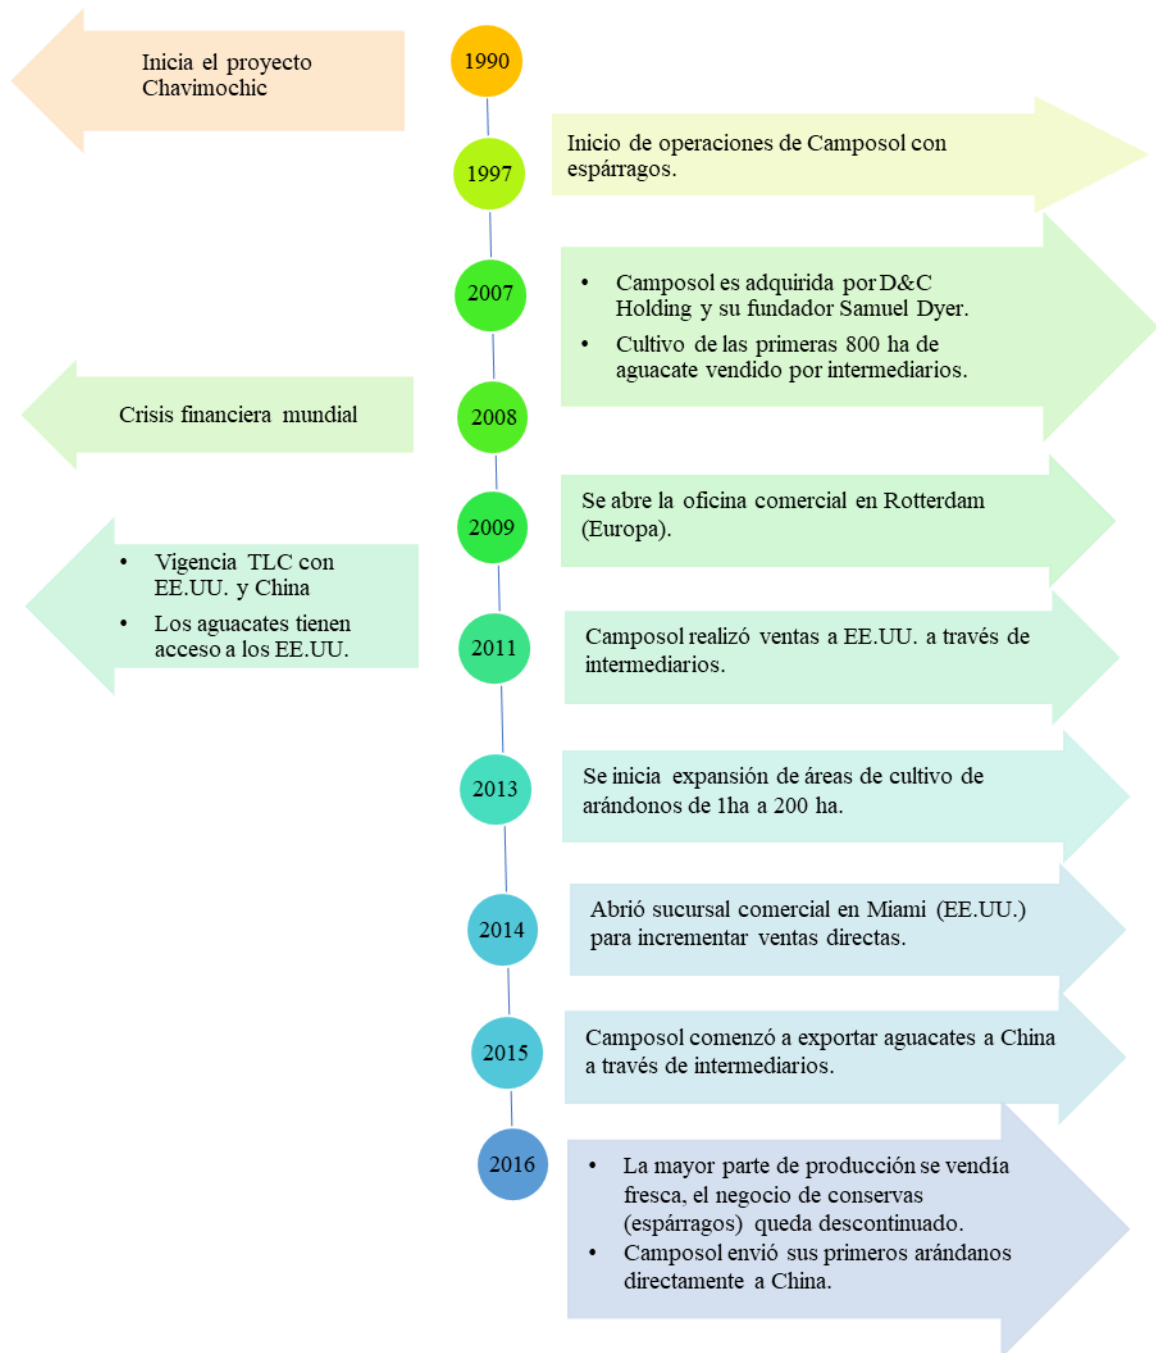 Inicia el proyecto
Chavimochic
1990
1997
Inicio de operaciones de Camposol con
espárragos.
2007
• Camposol es adquirida por D&C
Holding y su fundador Samuel Dyer.
• Cultivo de las primeras 800 ha de
aguacate vendido por intermediarios.
Crisis financiera mundial
2008
2009
Se abre la oficina comercial en Rotterdam
(Europa).
• Vigencia TLC con
EE.UU. y China
• Los aguacates tienen
acceso a los EE.UU.
2011
Camposol realizó ventas a EE.UU. a través de
intermediarios.
2013
Se inicia expansión de áreas de cultivo de
arándonos de 1ha a 200 ha.
2014
Abrió sucursal comercial en Miami (EE.UU.)
para incrementar ventas directas.
2015
Camposol comenzó a exportar aguacates a China
a través de intermediarios.
2016
• La mayor parte de producción se vendía
fresca, el negocio de conservas
(espárragos) queda descontinuado.
• Camposol envió sus primeros arándanos
directamente a China.